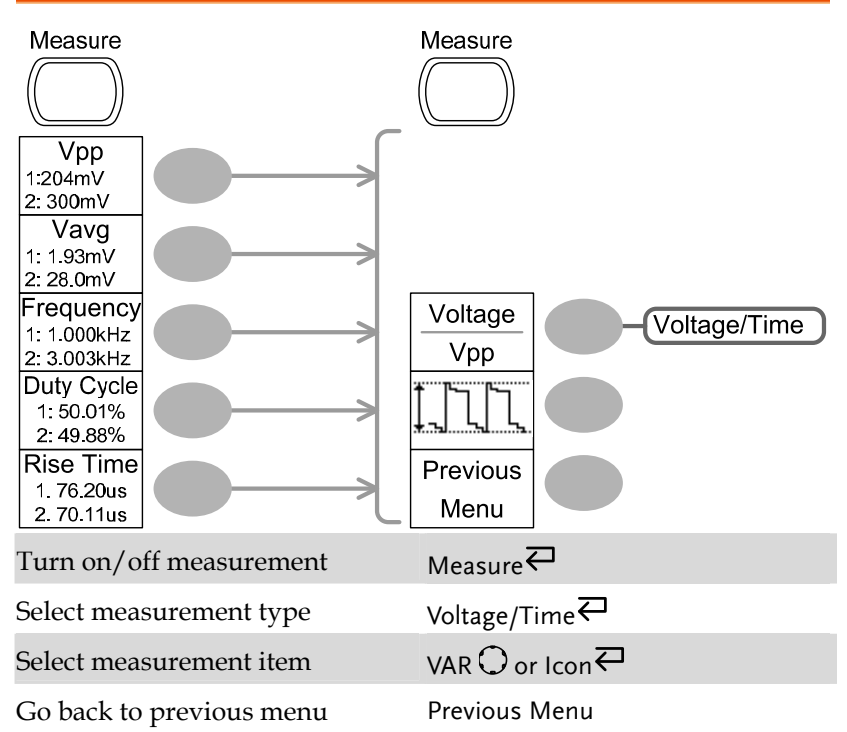 Measure
Measure
Vpp
1:204mV
2: 300mV
Vavg
1: 1.93mV
2: 28.0mV
Frequency
1: 1.000kHz
2: 3.003kHz
Duty Cycle
1: 50.01%
2: 49.88%
Rise Time
1. 76.20us
2. 70.11us
Voltage
Vpp
Voltage/Time
Previous
Menu
Turn on/off measurement Measure
Select measurement type Voltage/Time
Select measurement item VAR or Icon
Go back to previous menu Previous Menu